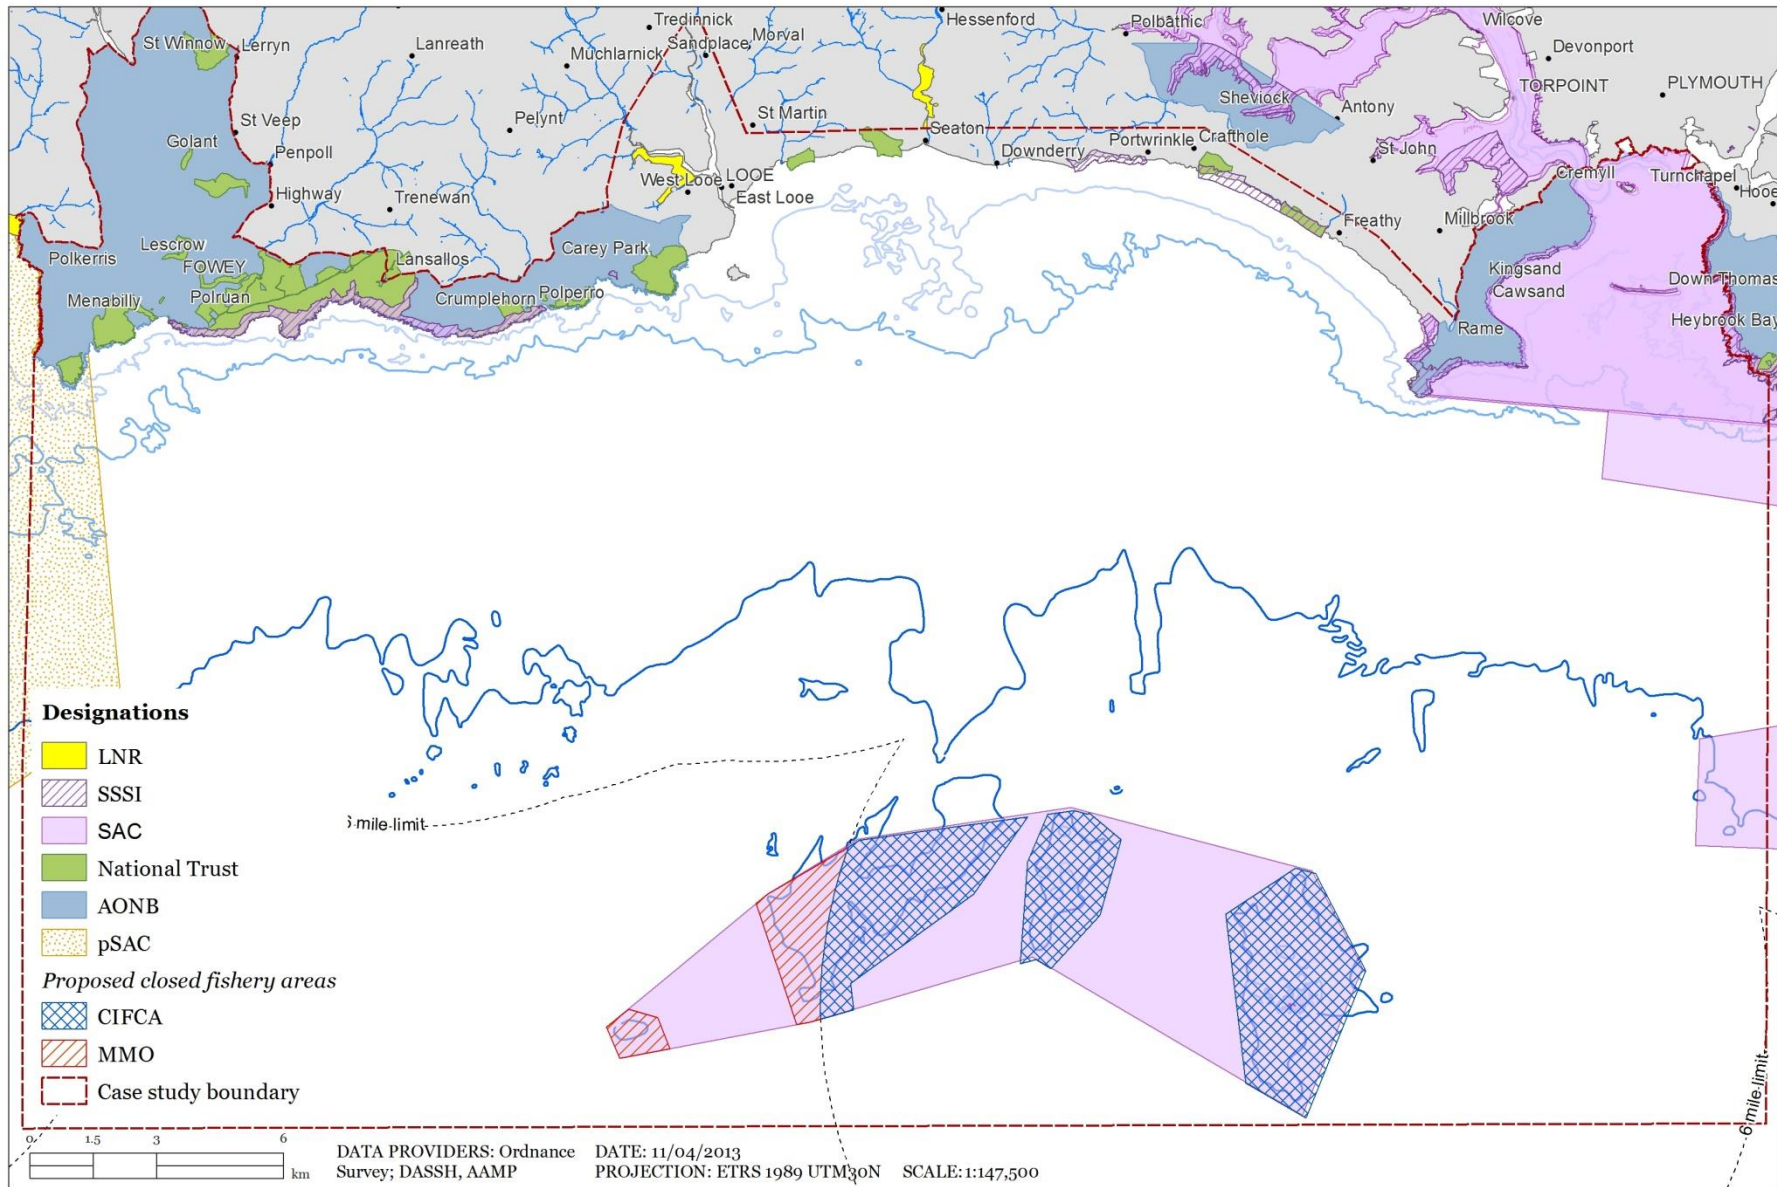 Tredinnick
Hessenford
Polbathic
Wilcove
St Winnow
Lerryn
Lanreath
Muchlarnick
Sandplace
Morval
Devonport
TORPOINT
PLYMOUTH
Sheviock
Antony
St Veep
Pelynt
St Martin
Golant
Penpoll
Seaton
Downderry
Portwrinkle
Crafthole
St John
Cremyll
Turnchapel
Hooe
Highway
Trenewan
West Looe
LOOE
East Looe
Freathy
Millbrook
Polkerris
Lescrow
FOWEY
Lansallos
Carey Park
Kingsand
Cawsand
Down Thomas
Menabilly
Polruan
Crumplehorn
Polperro
Rame
Heybrook Bay
Designations
LNR
SSSI
SAC
National Trust
AONB
pSAC
Proposed closed fishery areas
CIFCA
MMO
Case study boundary
mile limit
6 mile limit
0 1.5 3 6
km
DATA PROVIDERS: Ordnance
Survey; DASSH, AAMP
DATE: 11/04/2013
PROJECTION: ETRS 1989 UTM30N SCALE:1:147,500